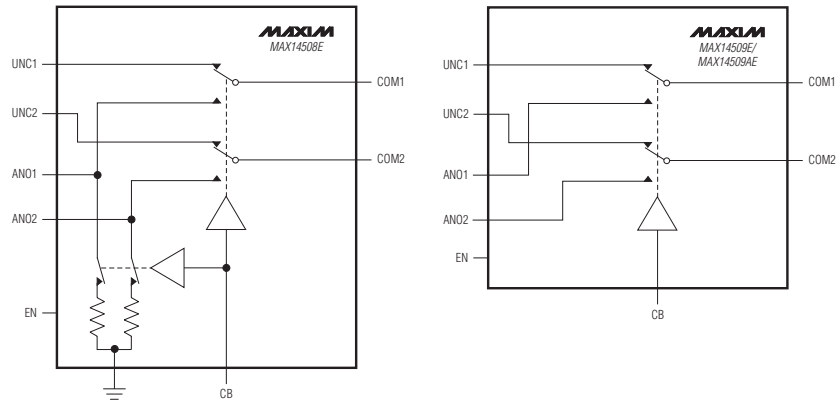 MAXIM
MAX14508E
UNC1
COM1
UNC2
COM2
ANO1
ANO2
EN
CB
MAXIM
MAX14509E/
MAX14509AE
UNC1
COM1
UNC2
COM2
ANO1
ANO2
EN
CB